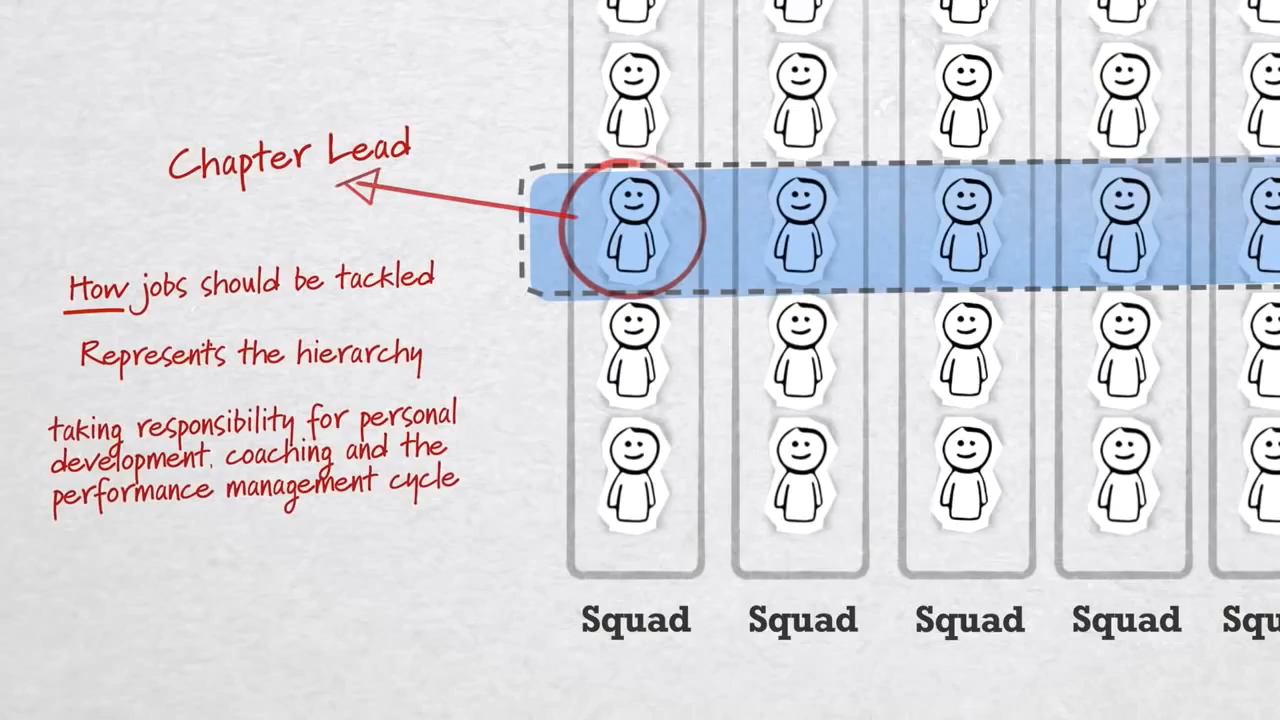 Chapter Lead
How jobs should be tackled
Represents the hierarchy
taking responsibility for personal
development, coaching and the
performance management cycle
Squad Squad Squad Squad Squ